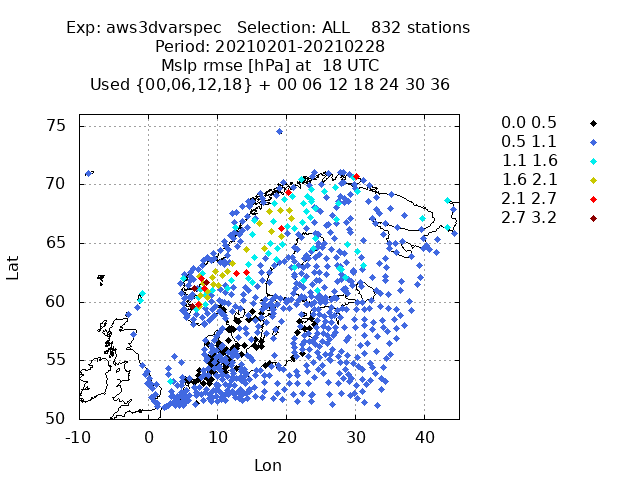 Exp: aws3dvarspec Selection: ALL 832 stations
Period: 20210201-20210228
Mslp rmse [hPa] at 18 UTC
Used {00,06,12,18} + 00 06 12 18 24 30 36
0.0 0.5
0.5 1.1
1.1 1.6
1.6 2.1
2.1 2.7
2.7 3.2
75
70
65
60
55
50
Lat
-10 0 10 20 30 40
Lon